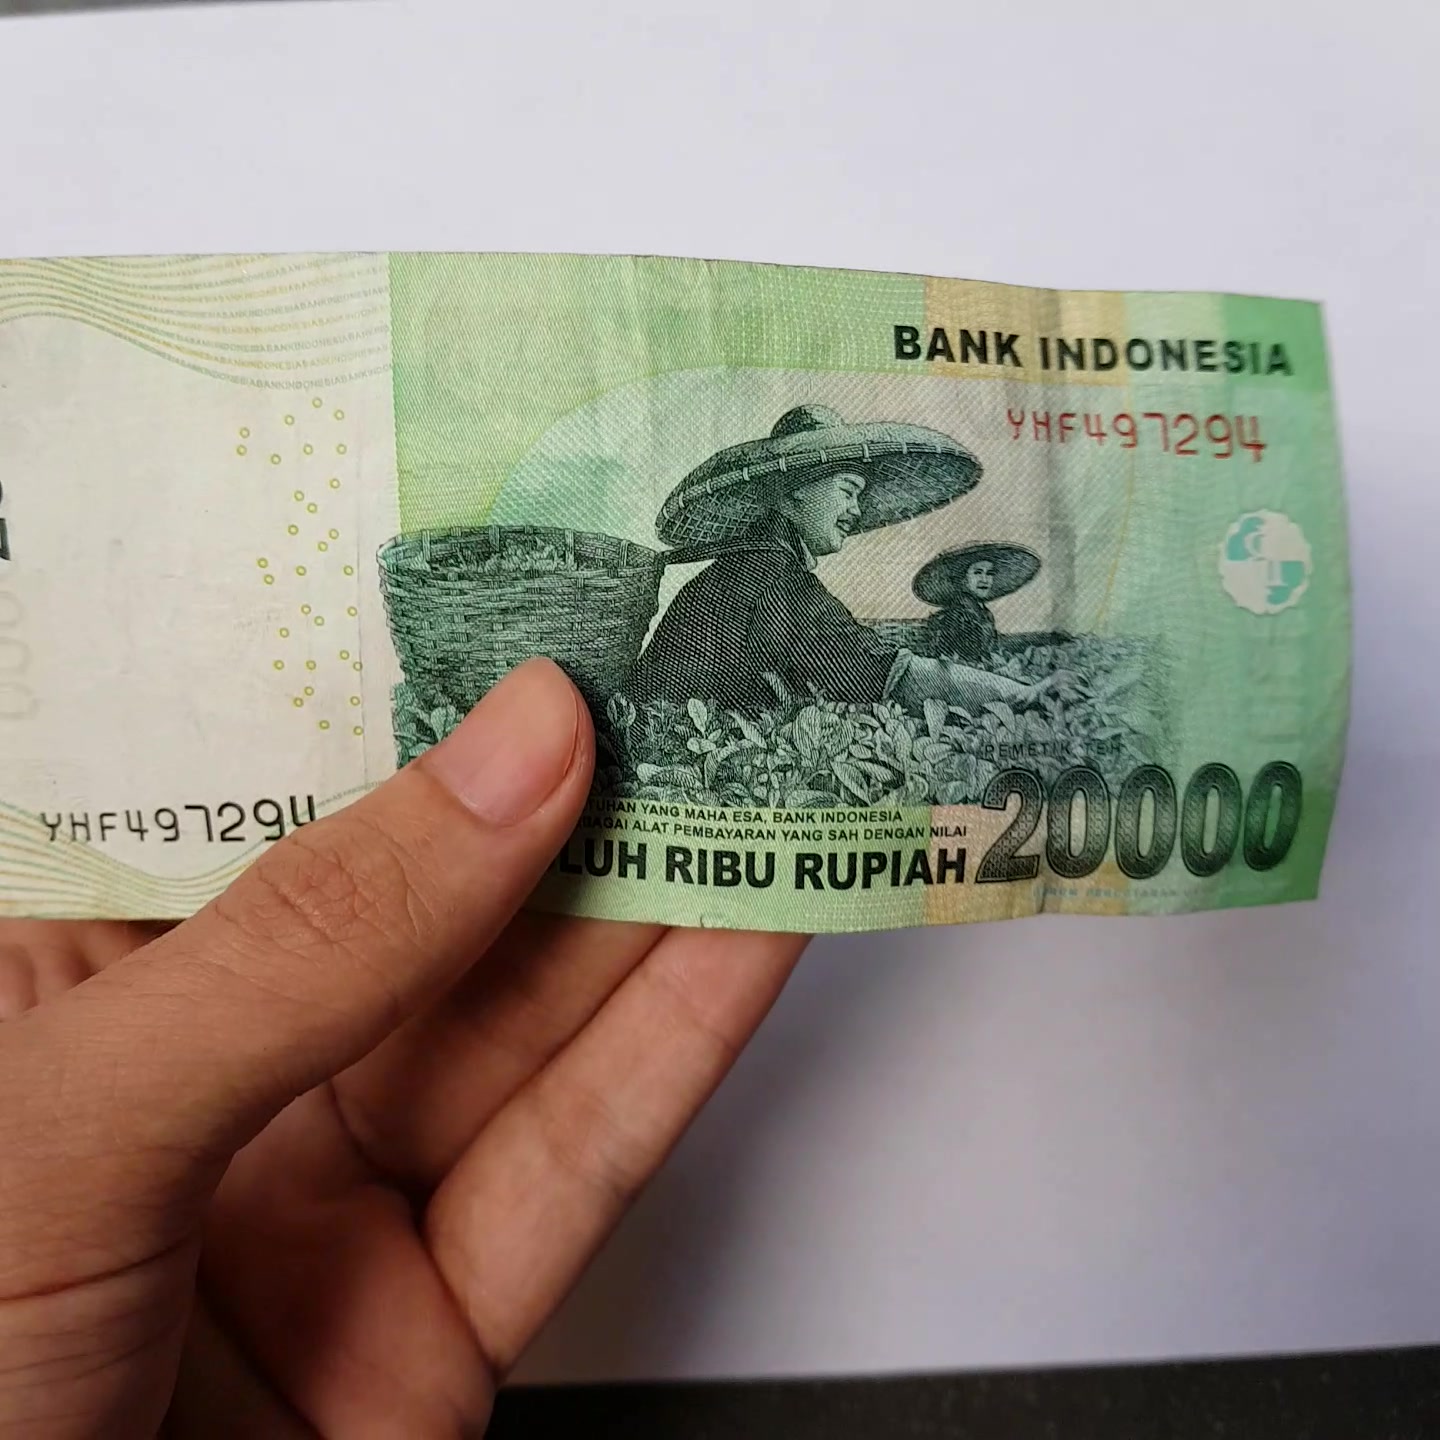 BANK INDONESIA
YHF497294
PEMETIK TEH
TUHAN YANG MAHA ESA, BANK INDONESIA
ALAT PEMBAYARAN YANG SAH DENGAN NILAI
LUH RIBU RUPIAH
20000
YHF497294